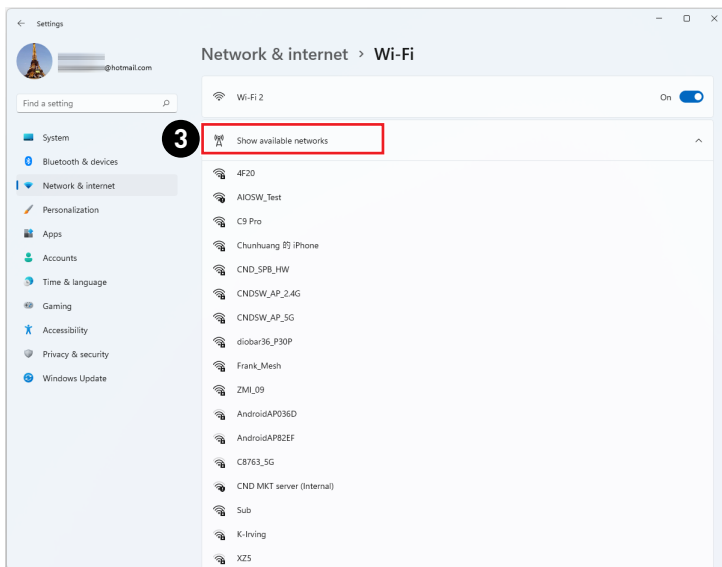 Settings
@hotmail.com
Find a setting
System
Bluetooth & devices
Network & internet
Personalization
Apps
Accounts
Time & language
Gaming
Accessibility
Privacy & security
Windows Update
Network & internet > Wi-Fi
Wi-Fi 2
On
3
Show available networks
4F20
AIOSW_Test
C9 Pro
Chunhuang 的 iPhone
CND_SPB_HW
CNDSW_AP_2.4G
CNDSW_AP_5G
diobar36_P30P
Frank_Mesh
ZMI_09
AndroidAP036D
AndroidAP82EF
C8763_5G
CND MKT server (Internal)
Sub
K-Irving
XZ5